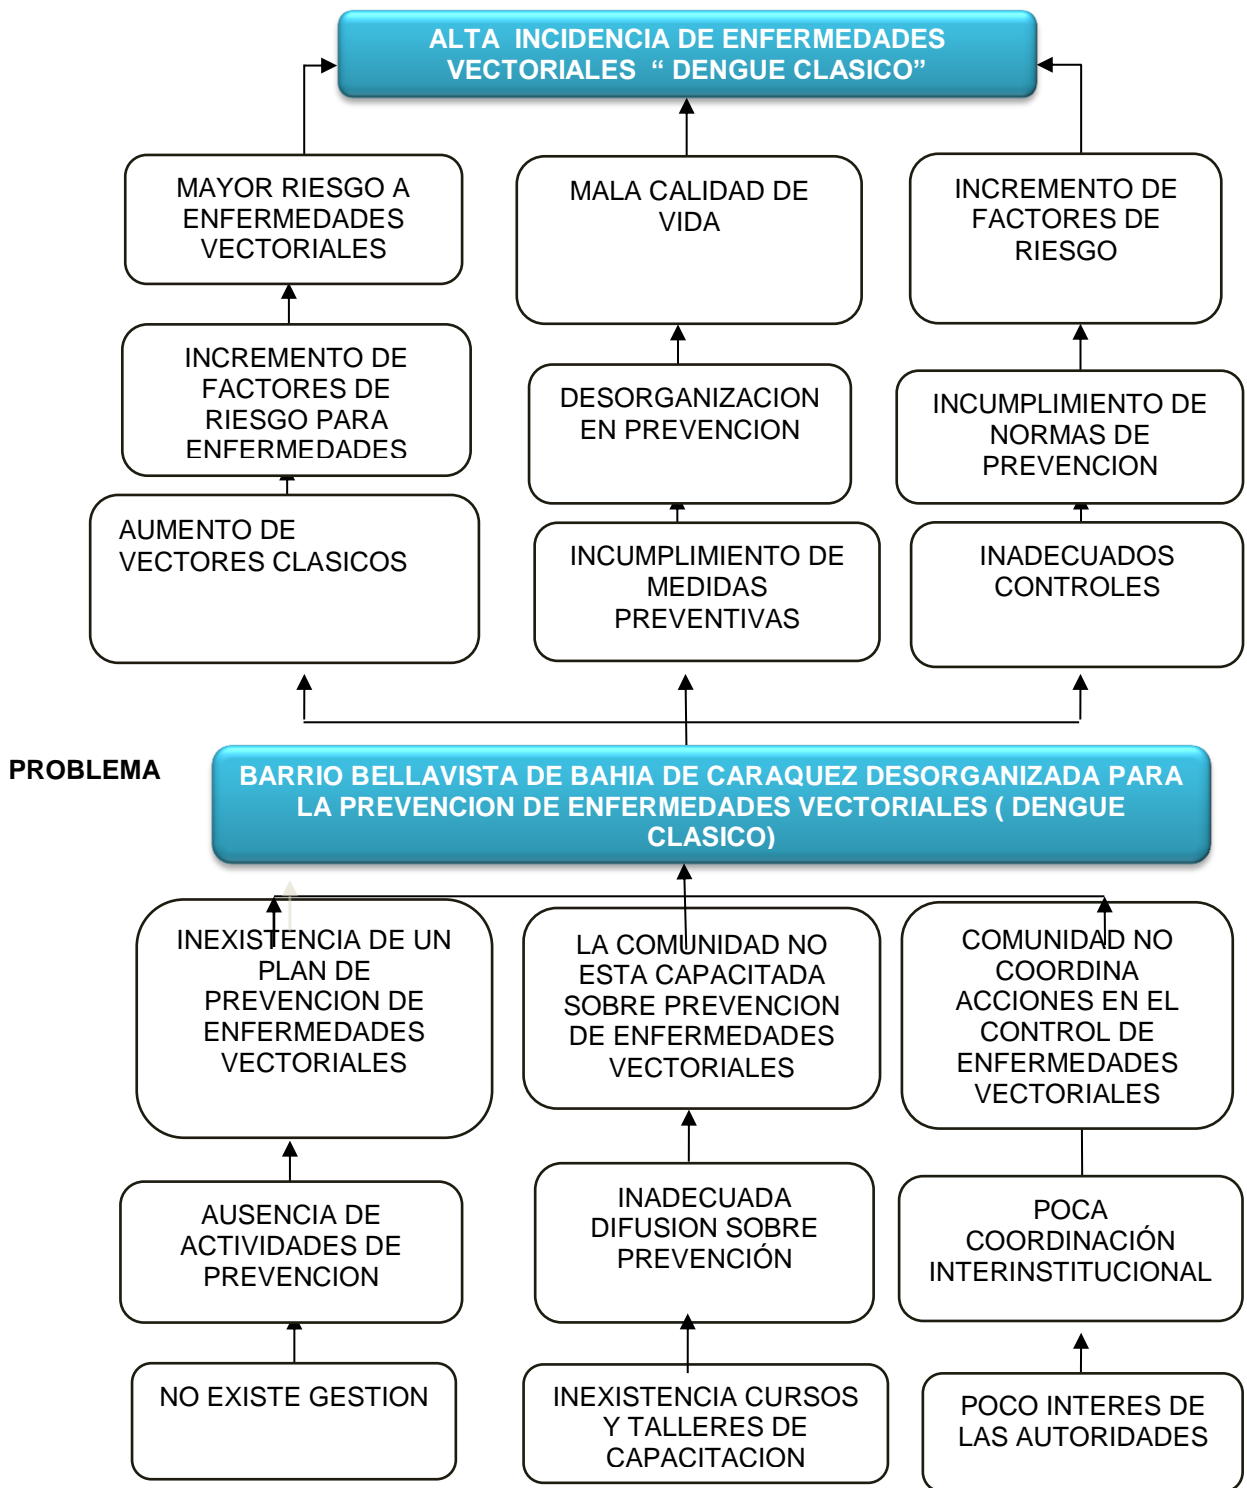 ALTA INCIDENCIA DE ENFERMEDADES
VECTORIALES “ DENGUE CLASICO”
MAYOR RIESGO A
ENFERMEDADES
VECTORIALES
MALA CALIDAD DE
VIDA
INCREMENTO DE
FACTORES DE
RIESGO
INCREMENTO DE
FACTORES DE
RIESGO PARA
ENFERMEDADES
DESORGANIZACION
EN PREVENCION
INCUMPLIMIENTO DE
NORMAS DE
PREVENCION
AUMENTO DE
VECTORES CLASICOS
INCUMPLIMIENTO DE
MEDIDAS
PREVENTIVAS
INADECUADOS
CONTROLES
PROBLEMA
BARRIO BELLAVISTA DE BAHIA DE CARAQUEZ DESORGANIZADA PARA
LA PREVENCION DE ENFERMEDADES VECTORIALES ( DENGUE
CLASICO)
INEXISTENCIA DE UN
PLAN DE
PREVENCION DE
ENFERMEDADES
VECTORIALES
LA COMUNIDAD NO
ESTA CAPACITADA
SOBRE PREVENCION
DE ENFERMEDADES
VECTORIALES
COMUNIDAD NO
COORDINA
ACCIONES EN EL
CONTROL DE
ENFERMEDADES
VECTORIALES
AUSENCIA DE
ACTIVIDADES DE
PREVENCION
INADECUADA
DIFUSION SOBRE
PREVENCIÓN
POCA
COORDINACIÓN
INTERINSTITUCIONAL
NO EXISTE GESTION
INEXISTENCIA CURSOS
Y TALLERES DE
CAPACITACION
POCO INTERES DE
LAS AUTORIDADES